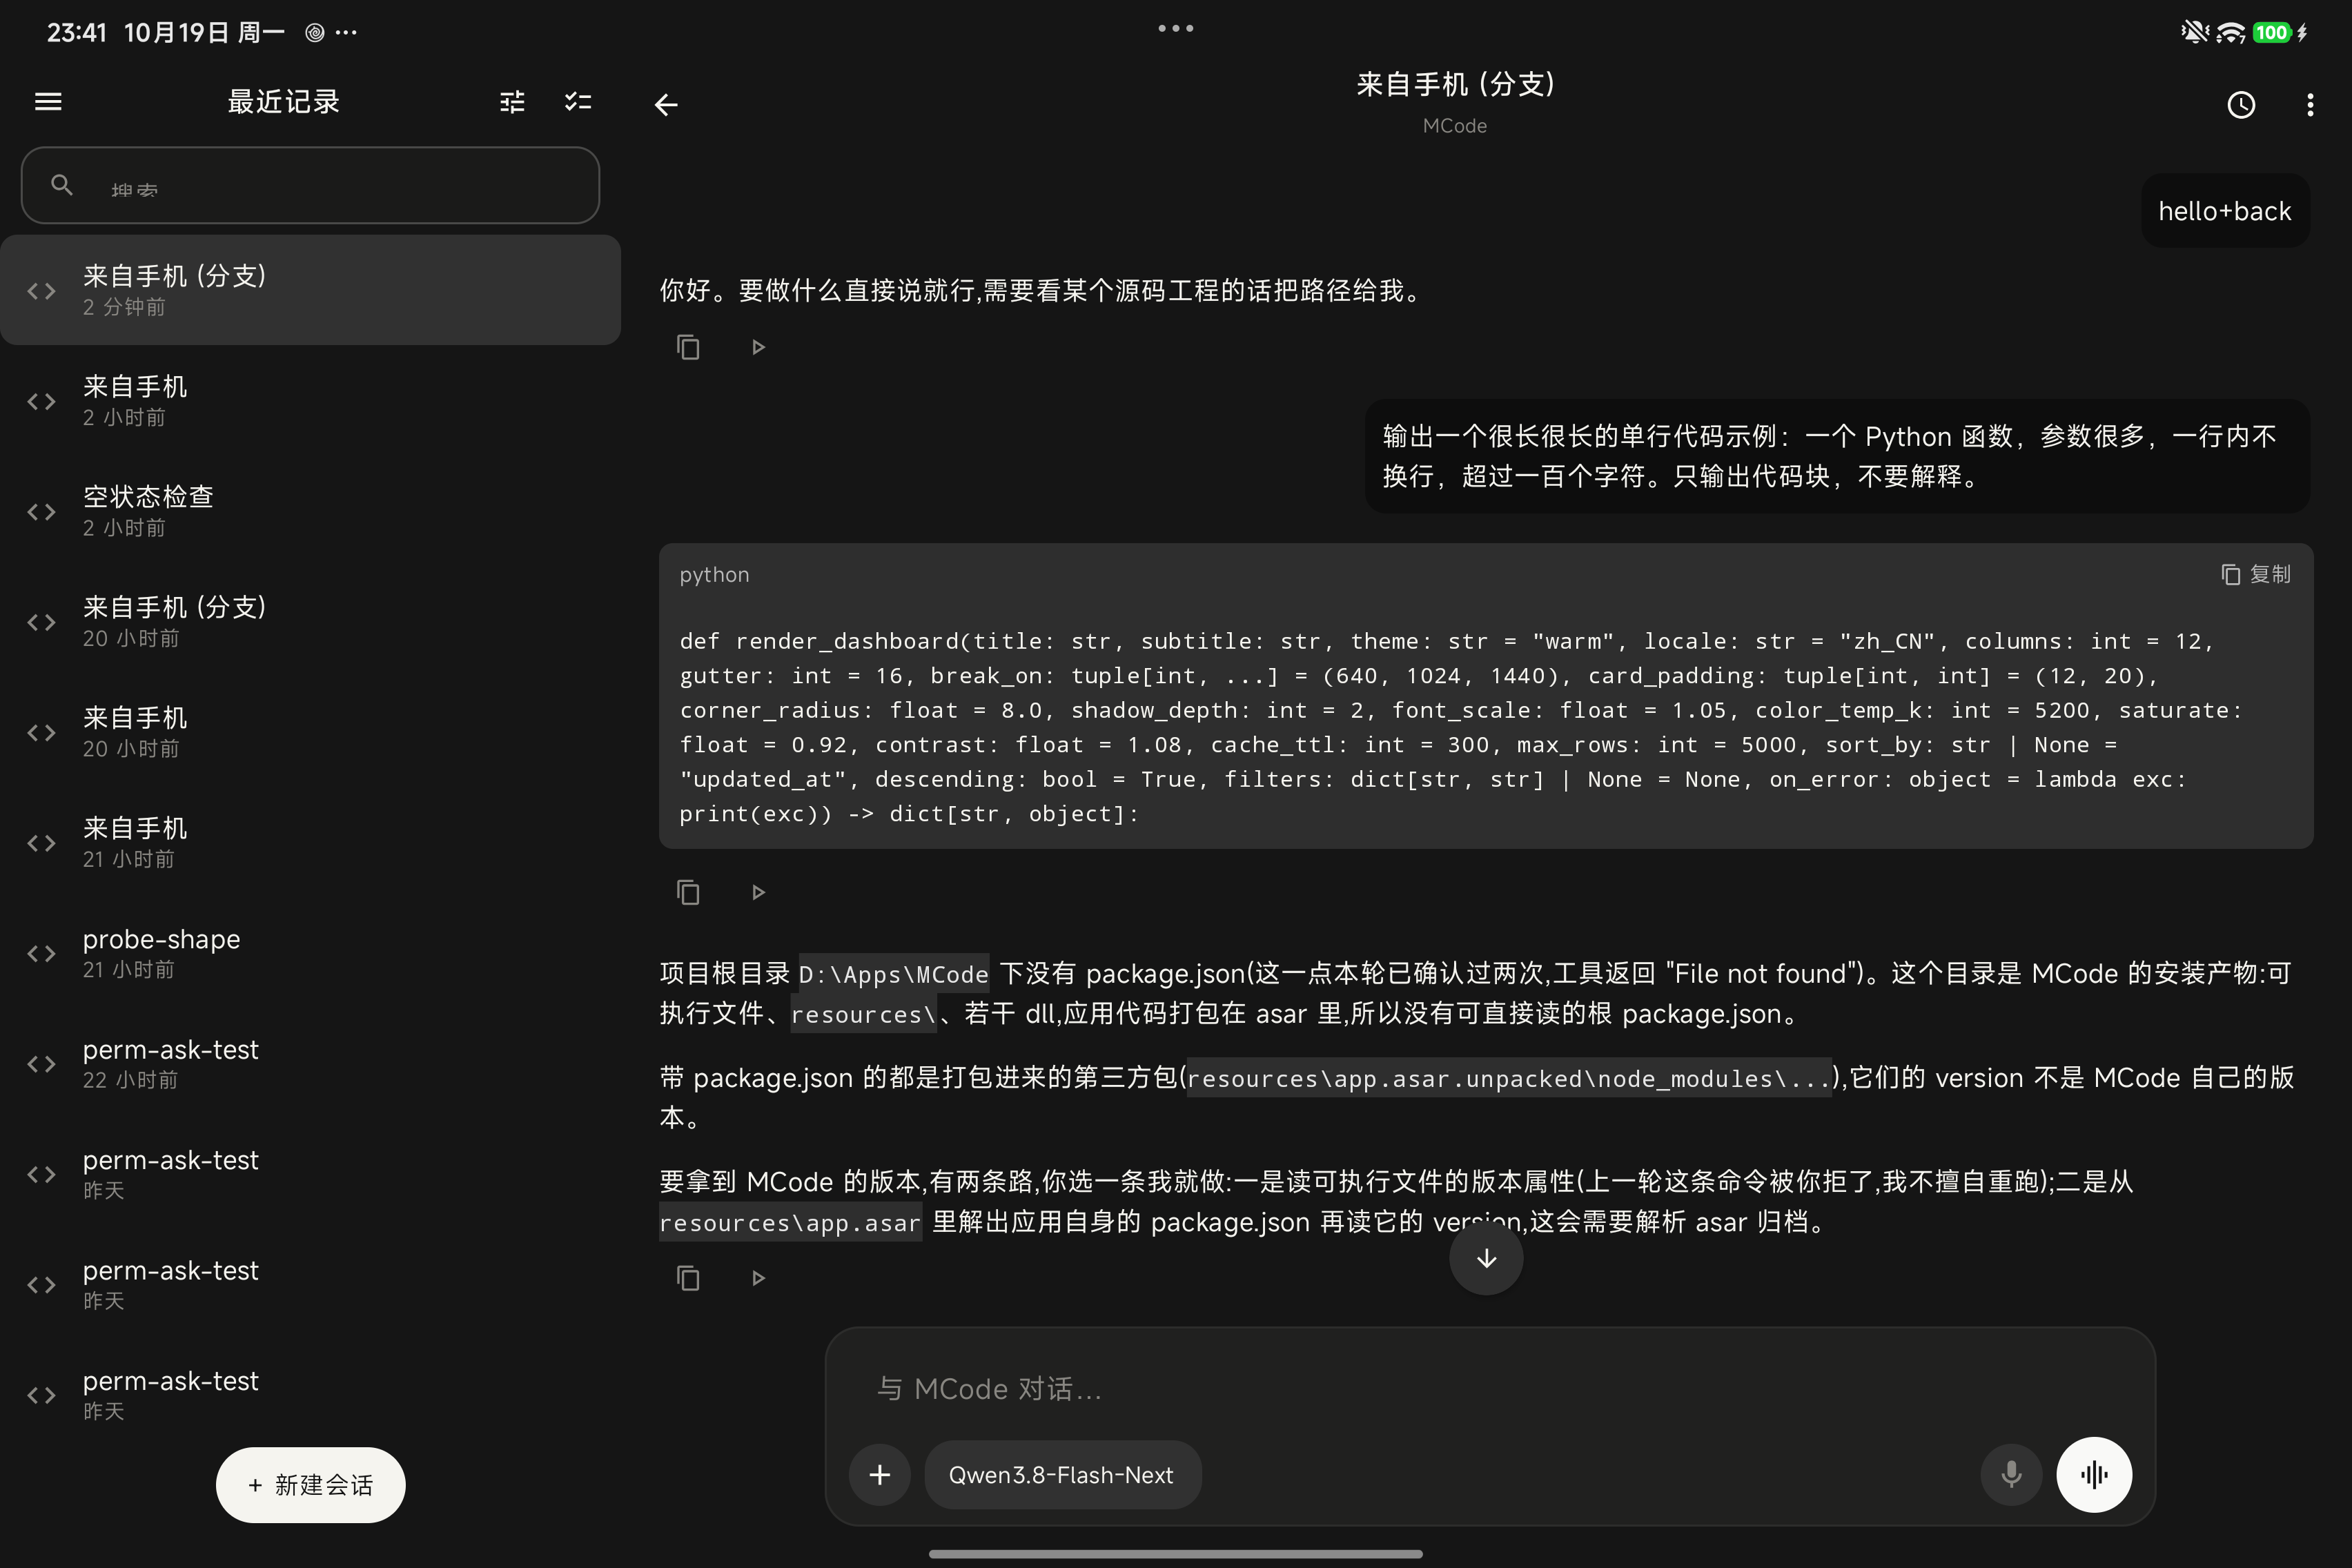 23:41 10月19日 周一
100
最近记录
搜索
来自手机 (分支)
2 分钟前
来自手机
2 小时前
空状态检查
2 小时前
来自手机 (分支)
20 小时前
来自手机
20 小时前
来自手机
21 小时前
probe-shape
21 小时前
perm-ask-test
22 小时前
perm-ask-test
昨天
perm-ask-test
昨天
perm-ask-test
昨天
+ 新建会话
来自手机 (分支)
MCode
hello+back
你好。要做什么直接说就行,需要看某个源码工程的话把路径给我。
输出一个很长很长的单行代码示例：一个 Python 函数，参数很多，一行内不
换行，超过一百个字符。只输出代码块，不要解释。
python
复制
def render_dashboard(title: str, subtitle: str, theme: str = "warm", locale: str = "zh_CN", columns: int = 12,
gutter: int = 16, break_on: tuple[int, ...] = (640, 1024, 1440), card_padding: tuple[int, int] = (12, 20),
corner_radius: float = 8.0, shadow_depth: int = 2, font_scale: float = 1.05, color_temp_k: int = 5200, saturate:
float = 0.92, contrast: float = 1.08, cache_ttl: int = 300, max_rows: int = 5000, sort_by: str | None =
"updated_at", descending: bool = True, filters: dict[str, str] | None = None, on_error: object = lambda exc:
print(exc)) -> dict[str, object]:
项目根目录 D:\Apps\MCode 下没有 package.json(这一点本轮已确认过两次,工具返回 "File not found")。这个目录是 MCode 的安装产物:可
执行文件、resources\、若干 dll,应用代码打包在 asar 里,所以没有可直接读的根 package.json。
带 package.json 的都是打包进来的第三方包(resources\app.asar.unpacked\node_modules\...),它们的 version 不是 MCode 自己的版
本。
要拿到 MCode 的版本,有两条路,你选一条我就做:一是读可执行文件的版本属性(上一轮这条命令被你拒了,我不擅自重跑);二是从
resources\app.asar 里解出应用自身的 package.json 再读它的 version,这会需要解析 asar 归档。
与 MCode 对话...
Qwen3.8-Flash-Next